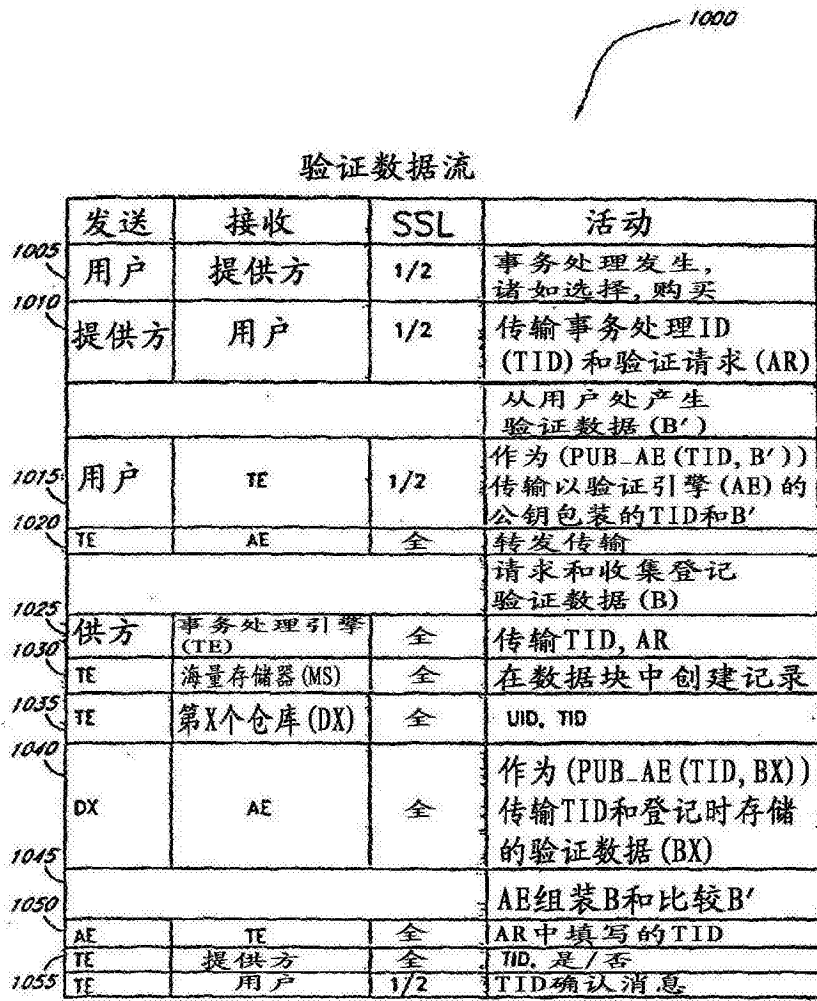 1000
验证数据流
发送 接收 SSL 活动
1005
用户 提供方 1/2 事务处理发生,
诸如选择,购买
1010
提供方 用户 1/2 传输事务处理ID
(TID)和验证请求(AR)
从用户处产生
验证数据(B′)
1015
用户 TE 1/2 作为(PUB_AE(TID,B′))
传输以验证引擎(AE)的
公钥包装的TID和B′
1020
TE AE 全 转发传输
请求和收集登记
验证数据(B)
1025
供方 事务处理引擎
(TE) 全 传输TID,AR
1030
TE 海量存储器(MS) 全 在数据块中创建记录
1035
TE 第X个仓库(DX) 全 UID, TID
1040
DX AE 全 作为(PUB_AE(TID,BX))
传输TID和登记时存储
的验证数据(BX)
1045
AE组装B和比较B′
1050
AE TE 全 AR中填写的TID
TE 提供方 全 TID, 是/否
1055
TE 用户 1/2 TID确认消息